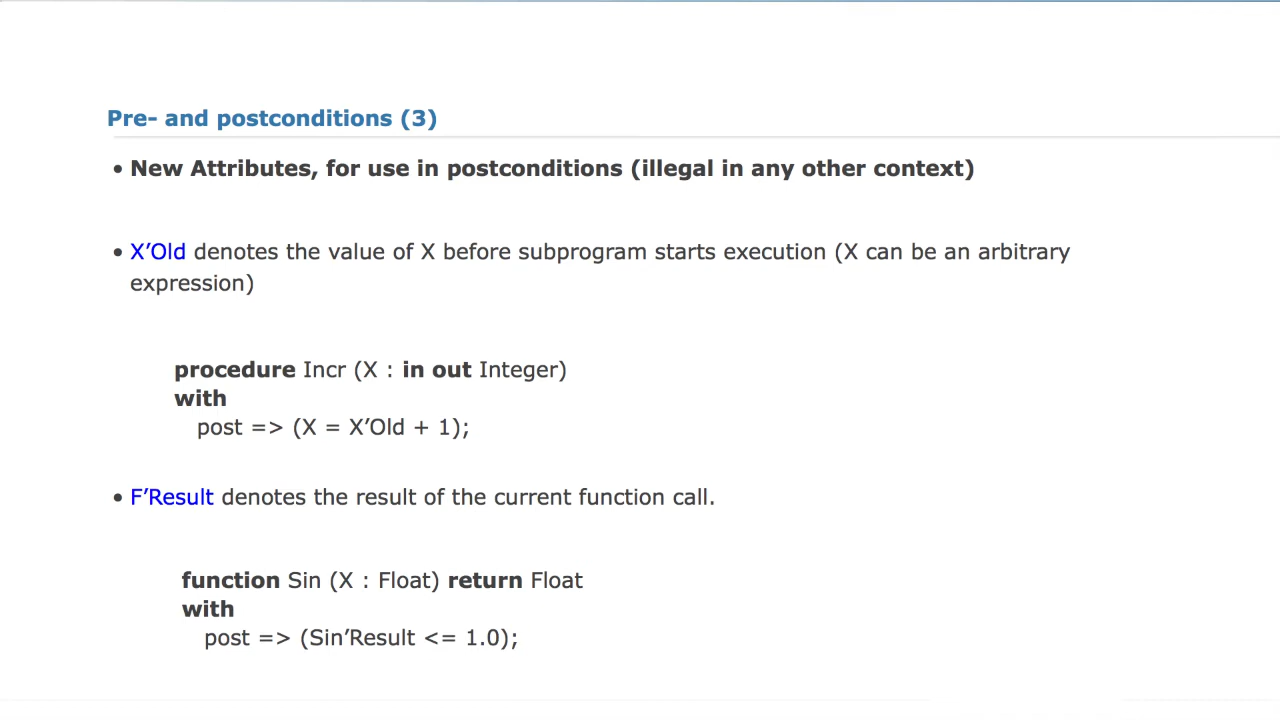 Pre- and postconditions (3)
• New Attributes, for use in postconditions (illegal in any other context)
• X’Old denotes the value of X before subprogram starts execution (X can be an arbitrary
expression)
procedure Incr (X : in out Integer)
with
post => (X = X’Old + 1);
• F’Result denotes the result of the current function call.
function Sin (X : Float) return Float
with
post => (Sin’Result <= 1.0);